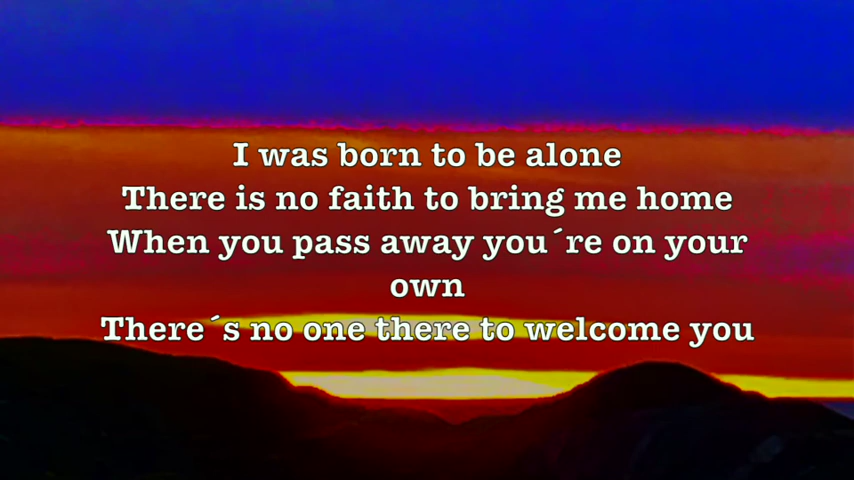 I was born to be alone
There is no faith to bring me home
When you pass away you´re on your
own
There´s no one there to welcome you